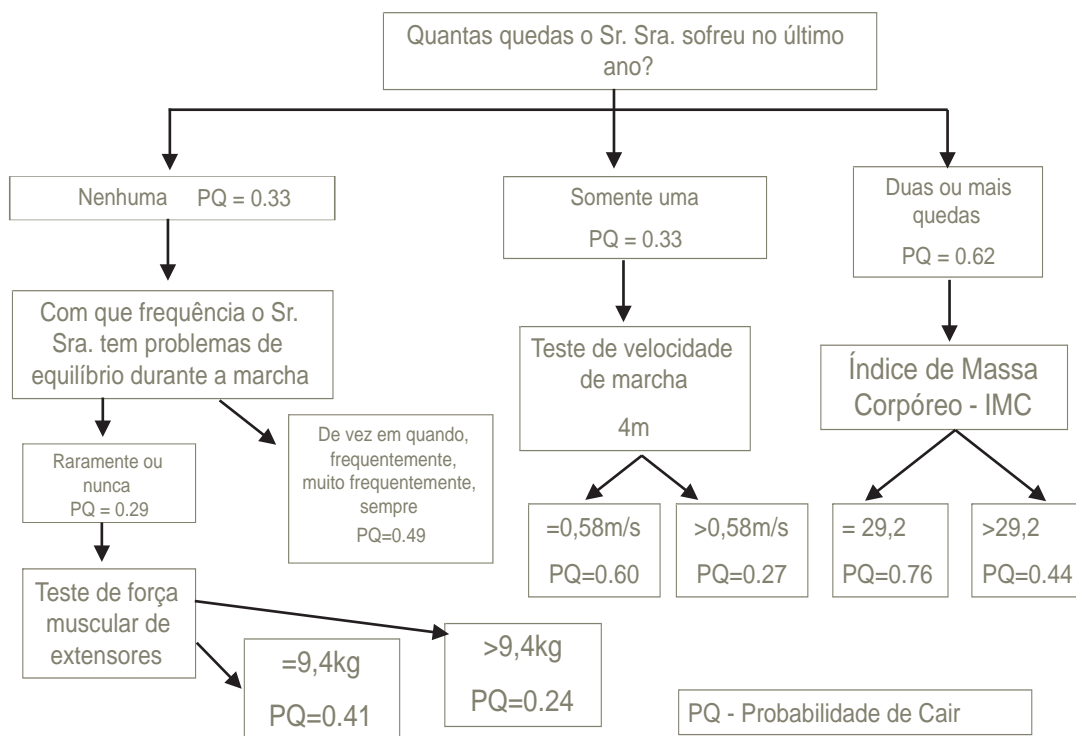 Quantas quedas o Sr. Sra. sofreu no último
ano?
Nenhuma PQ = 0.33
Somente uma
PQ = 0.33
Duas ou mais
quedas
PQ = 0.62
Com que frequência o Sr.
Sra. tem problemas de
equilíbrio durante a marcha
Teste de velocidade
de marcha
4m
Índice de Massa
Corpóreo - IMC
Raramente ou
nunca
PQ = 0.29
De vez em quando,
frequentemente,
muito frequentemente,
sempre
PQ=0.49
=0,58m/s
PQ=0.60
>0,58m/s
PQ=0.27
= 29,2
PQ=0.76
>29,2
PQ=0.44
Teste de força
muscular de
extensores
=9,4kg
PQ=0.41
>9,4kg
PQ=0.24
PQ - Probabilidade de Cair